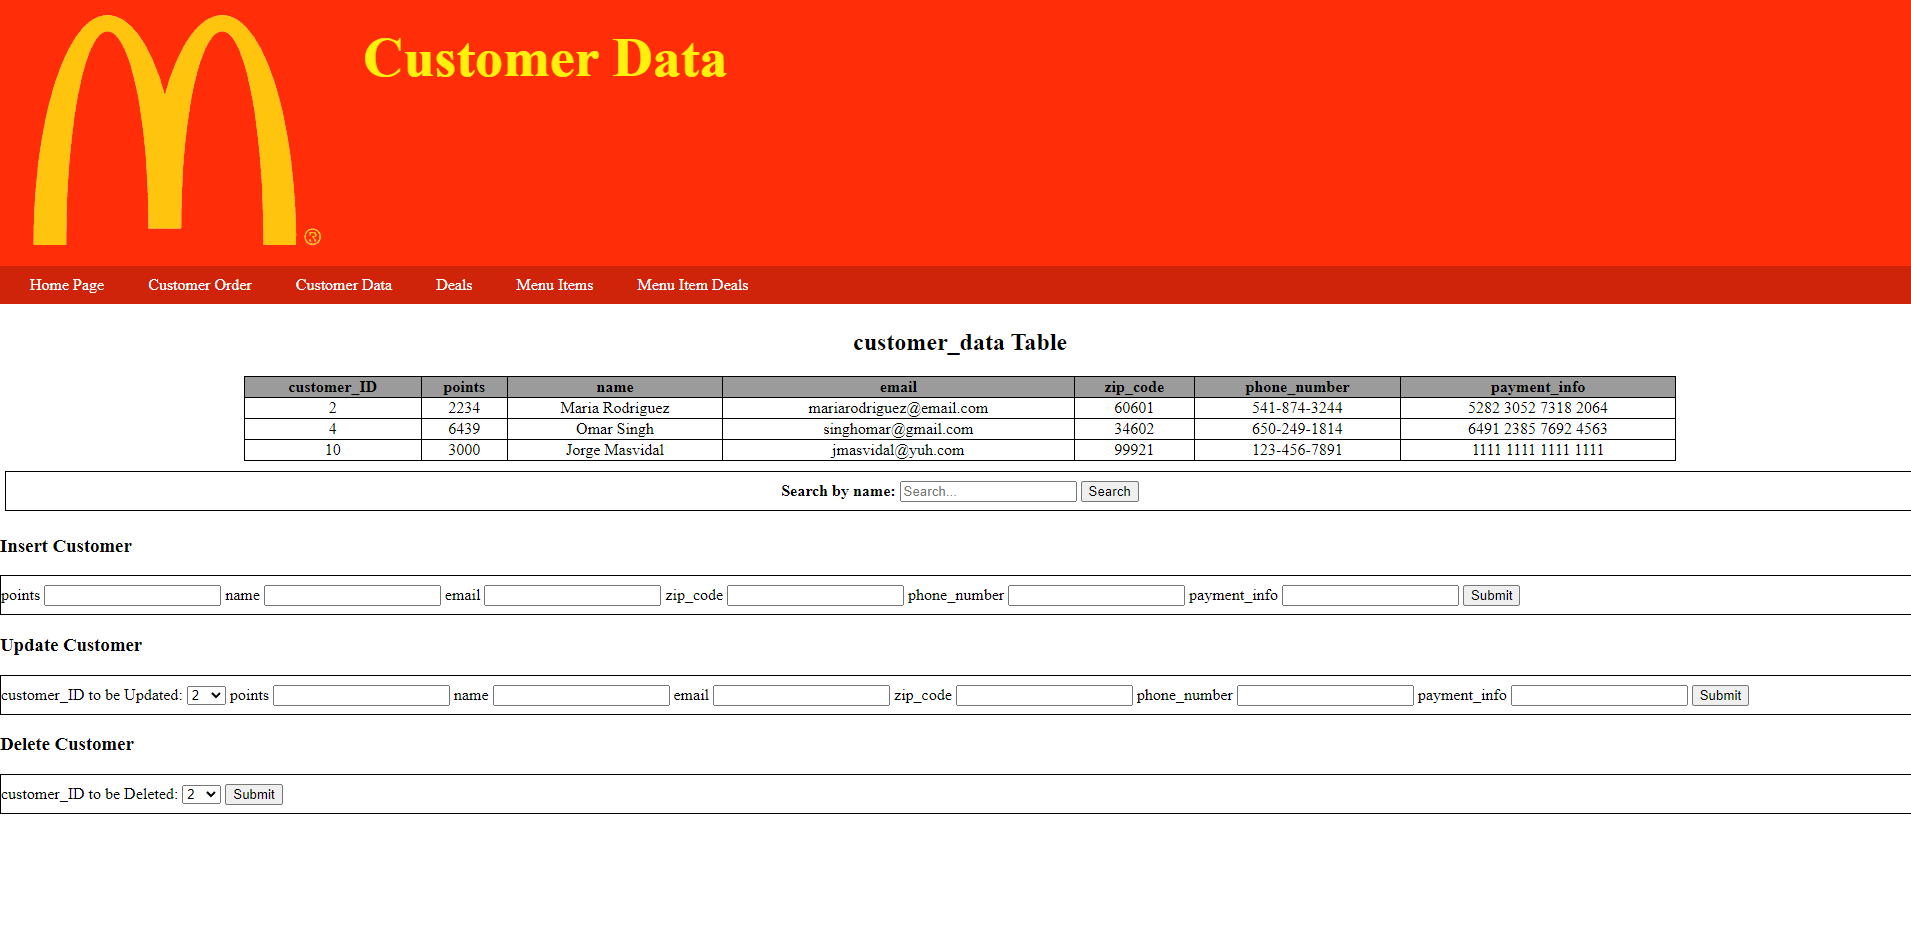 Customer Data
®
Home Page Customer Order Customer Data Deals Menu Items Menu Item Deals
customer_data Table
customer_ID points name email zip_code phone_number payment_info
2 2234 Maria Rodriguez mariarodriguez@email.com 60601 541-874-3244 5282 3052 7318 2064
4 6439 Omar Singh singhomar@gmail.com 34602 650-249-1814 6491 2385 7692 4563
10 3000 Jorge Masvidal jmasvidal@yuh.com 99921 123-456-7891 1111 1111 1111 1111
Search by name: Search... Search
Insert Customer
points name email zip_code phone_number payment_info Submit
Update Customer
customer_ID to be Updated: 2 points name email zip_code phone_number payment_info Submit
Delete Customer
customer_ID to be Deleted: 2 Submit